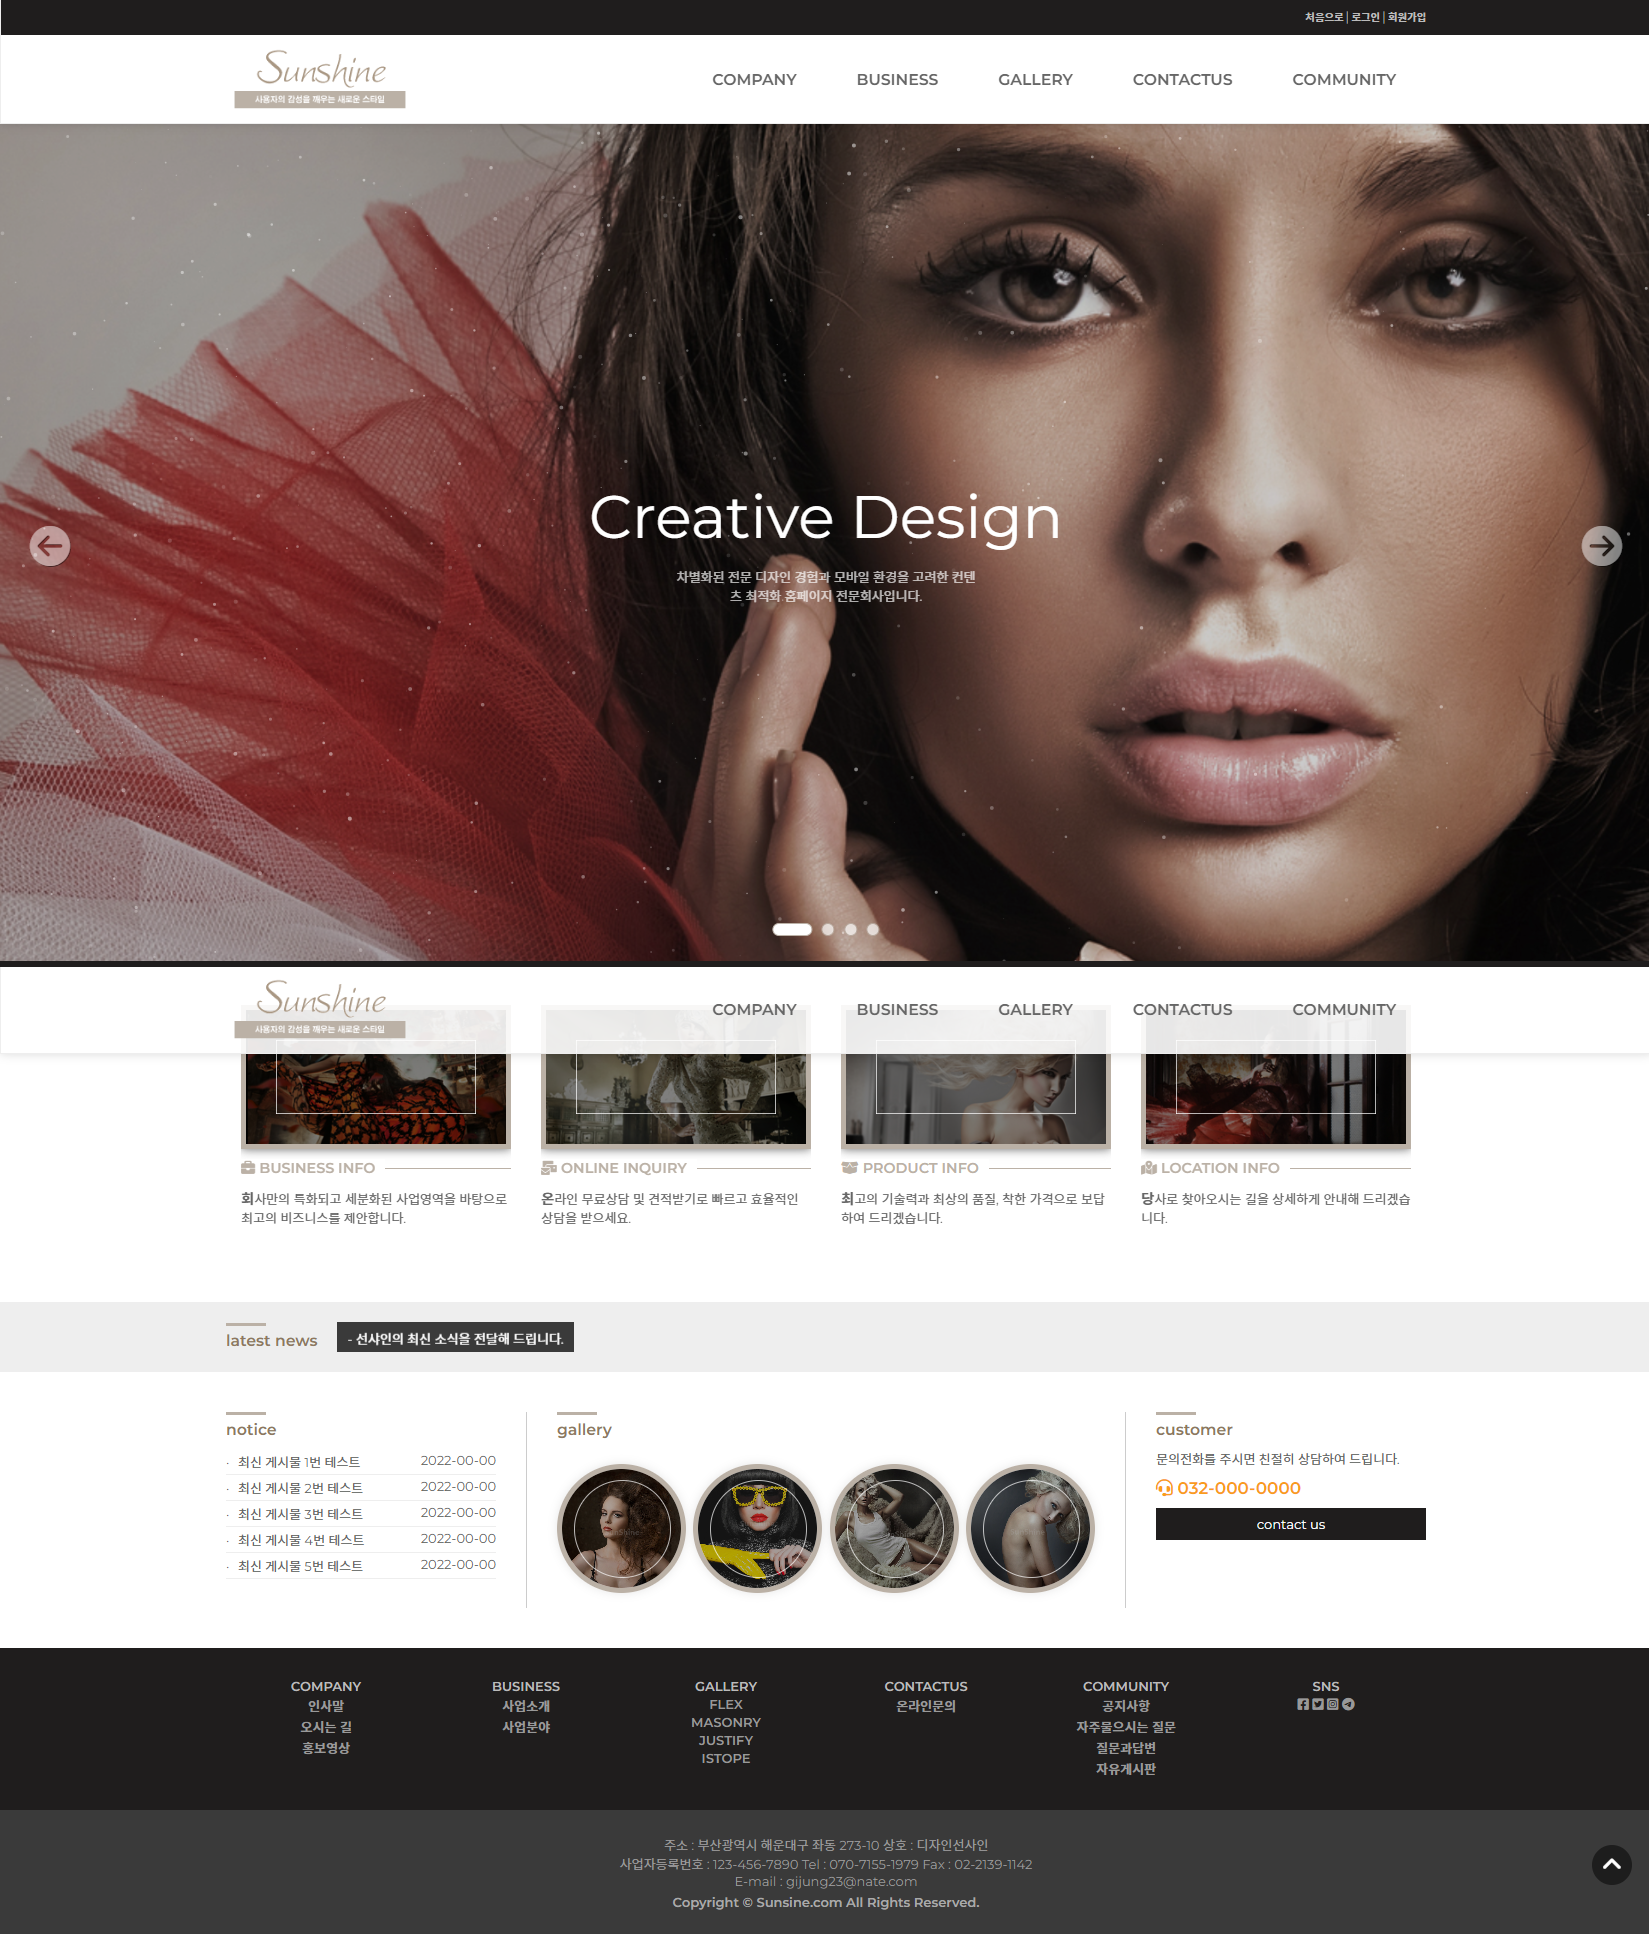 처음으로 | 로그인 | 회원가입
Sunshine
사용자의 감성을 깨우는 새로운 스타일
COMPANY BUSINESS GALLERY CONTACTUS COMMUNITY
Creative Design
차별화된 전문 디자인 경험과 모바일 환경을 고려한 컨텐
츠 최적화 홈페이지 전문회사입니다.
Sunshine
사용자의 감성을 깨우는 새로운 스타일
COMPANY BUSINESS GALLERY CONTACTUS COMMUNITY
BUSINESS INFO
회사만의 특화되고 세분화된 사업영역을 바탕으로
최고의 비즈니스를 제안합니다.
ONLINE INQUIRY
온라인 무료상담 및 견적받기로 빠르고 효율적인
상담을 받으세요.
PRODUCT INFO
최고의 기술력과 최상의 품질, 착한 가격으로 보답
하여 드리겠습니다.
LOCATION INFO
당사로 찾아오시는 길을 상세하게 안내해 드리겠습
니다.
latest news
- 선샤인의 최신 소식을 전달해 드립니다.
notice
· 최신 게시물 1번 테스트 2022-00-00
· 최신 게시물 2번 테스트 2022-00-00
· 최신 게시물 3번 테스트 2022-00-00
· 최신 게시물 4번 테스트 2022-00-00
· 최신 게시물 5번 테스트 2022-00-00
gallery
customer
문의전화를 주시면 친절히 상담하여 드립니다.
032-000-0000
contact us
COMPANY
인사말
오시는 길
홍보영상
BUSINESS
사업소개
사업분야
GALLERY
FLEX
MASONRY
JUSTIFY
ISTOPE
CONTACTUS
온라인문의
COMMUNITY
공지사항
자주물으시는 질문
질문과답변
자유게시판
SNS
주소 : 부산광역시 해운대구 좌동 273-10 상호 : 디자인선사인
사업자등록번호 : 123-456-7890 Tel : 070-7155-1979 Fax : 02-2139-1142
E-mail : gijung23@nate.com
Copyright © Sunsine.com All Rights Reserved.